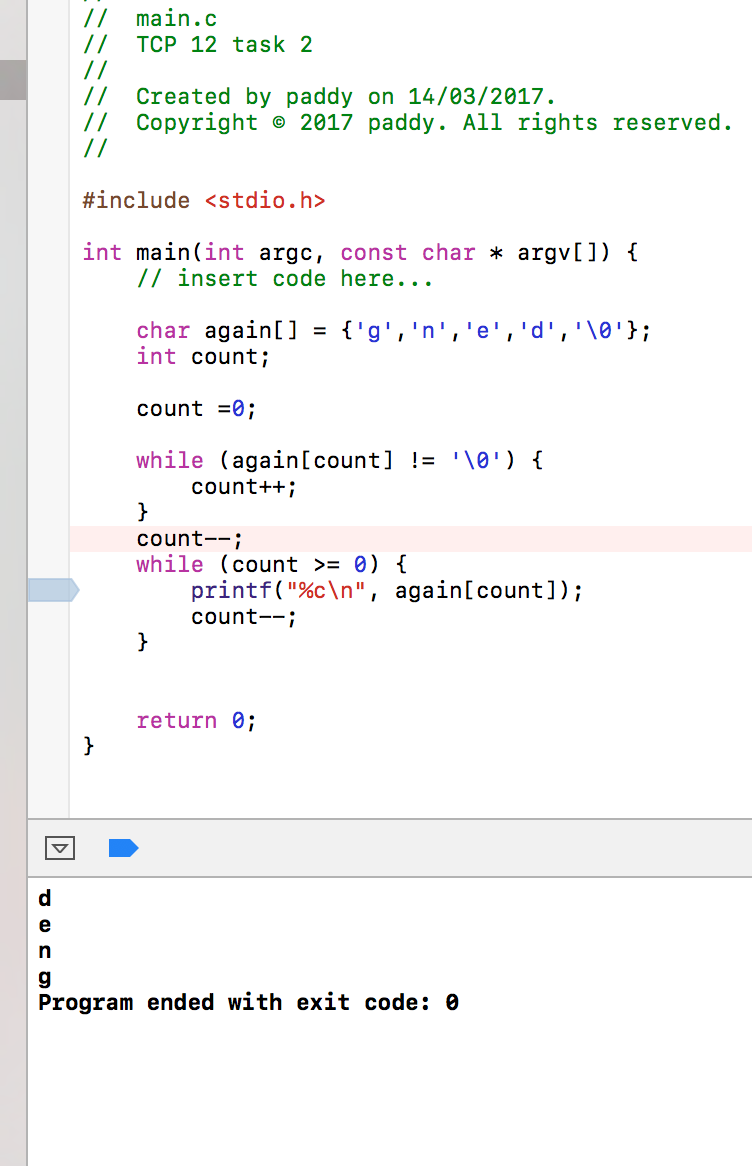 //
//  main.c
//  TCP 12 task 2
//
//  Created by paddy on 14/03/2017.
//  Copyright © 2017 paddy. All rights reserved.
//
#include <stdio.h>
int main(int argc, const char * argv[]) {
    // insert code here...
    char again[] = {'g','n','e','d','\0'};
    int count;
    count =0;
    while (again[count] != '\0') {
        count++;
    }
    count--;
    while (count >= 0) {
        printf("%c\n", again[count]);
        count--;
    }
    return 0;
}
d
e
n
g
Program ended with exit code: 0